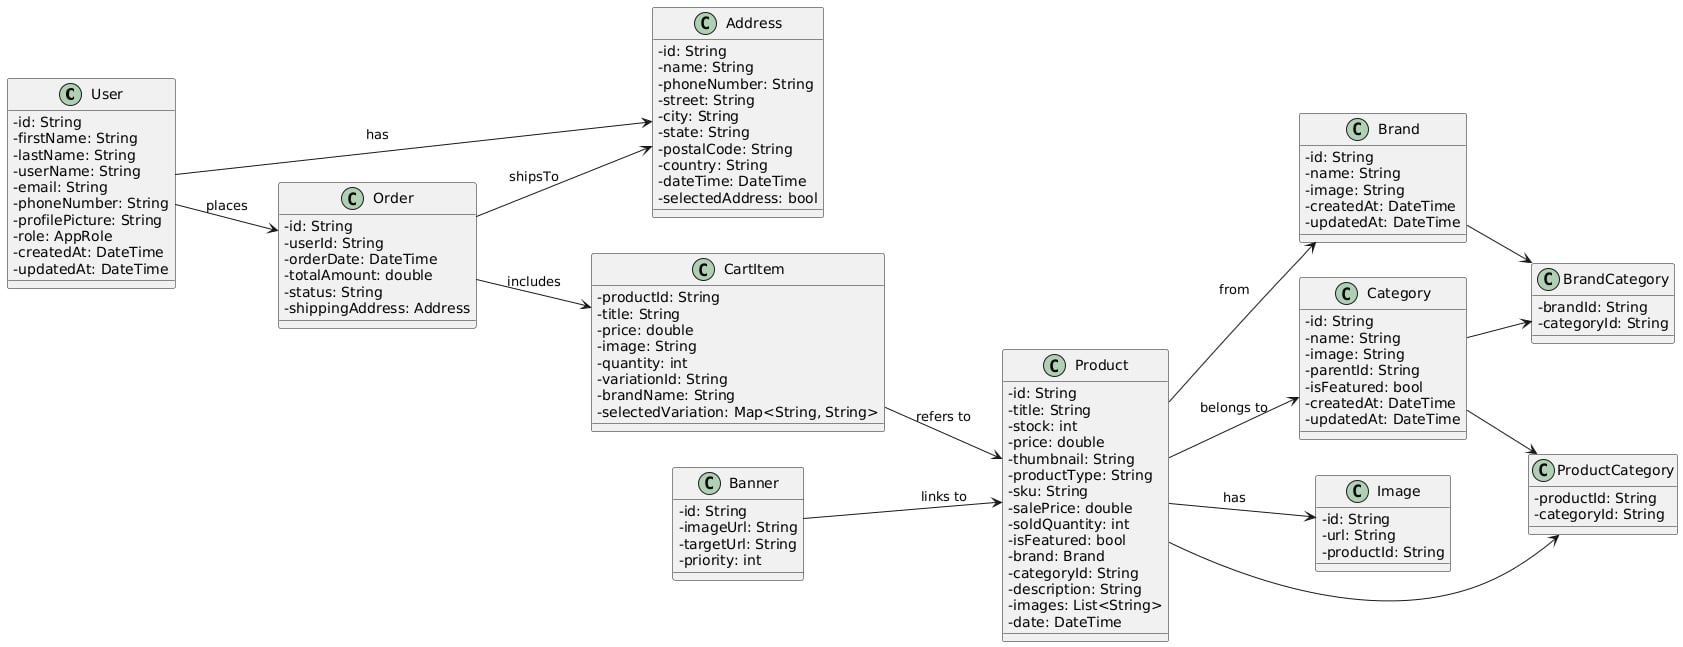 C User
-id: String
-firstName: String
-lastName: String
-userName: String
-email: String
-phoneNumber: String
-profilePicture: String
-role: AppRole
-createdAt: DateTime
-updatedAt: DateTime
has
places
C Order
-id: String
-userId: String
-orderDate: DateTime
-totalAmount: double
-status: String
-shippingAddress: Address
shipsTo
includes
C Address
-id: String
-name: String
-phoneNumber: String
-street: String
-city: String
-state: String
-postalCode: String
-country: String
-dateTime: DateTime
-selectedAddress: bool
C CartItem
-productId: String
-title: String
-price: double
-image: String
-quantity: int
-variationId: String
-brandName: String
-selectedVariation: Map<String, String>
refers to
C Banner
-id: String
-imageUrl: String
-targetUrl: String
-priority: int
links to
C Product
-id: String
-title: String
-stock: int
-price: double
-thumbnail: String
-productType: String
-sku: String
-salePrice: double
-soldQuantity: int
-isFeatured: bool
-brand: Brand
-categoryId: String
-description: String
-images: List<String>
-date: DateTime
from
belongs to
has
C Brand
-id: String
-name: String
-image: String
-createdAt: DateTime
-updatedAt: DateTime
C Category
-id: String
-name: String
-image: String
-parentId: String
-isFeatured: bool
-createdAt: DateTime
-updatedAt: DateTime
C Image
-id: String
-url: String
-productId: String
C BrandCategory
-brandId: String
-categoryId: String
C ProductCategory
-productId: String
-categoryId: String